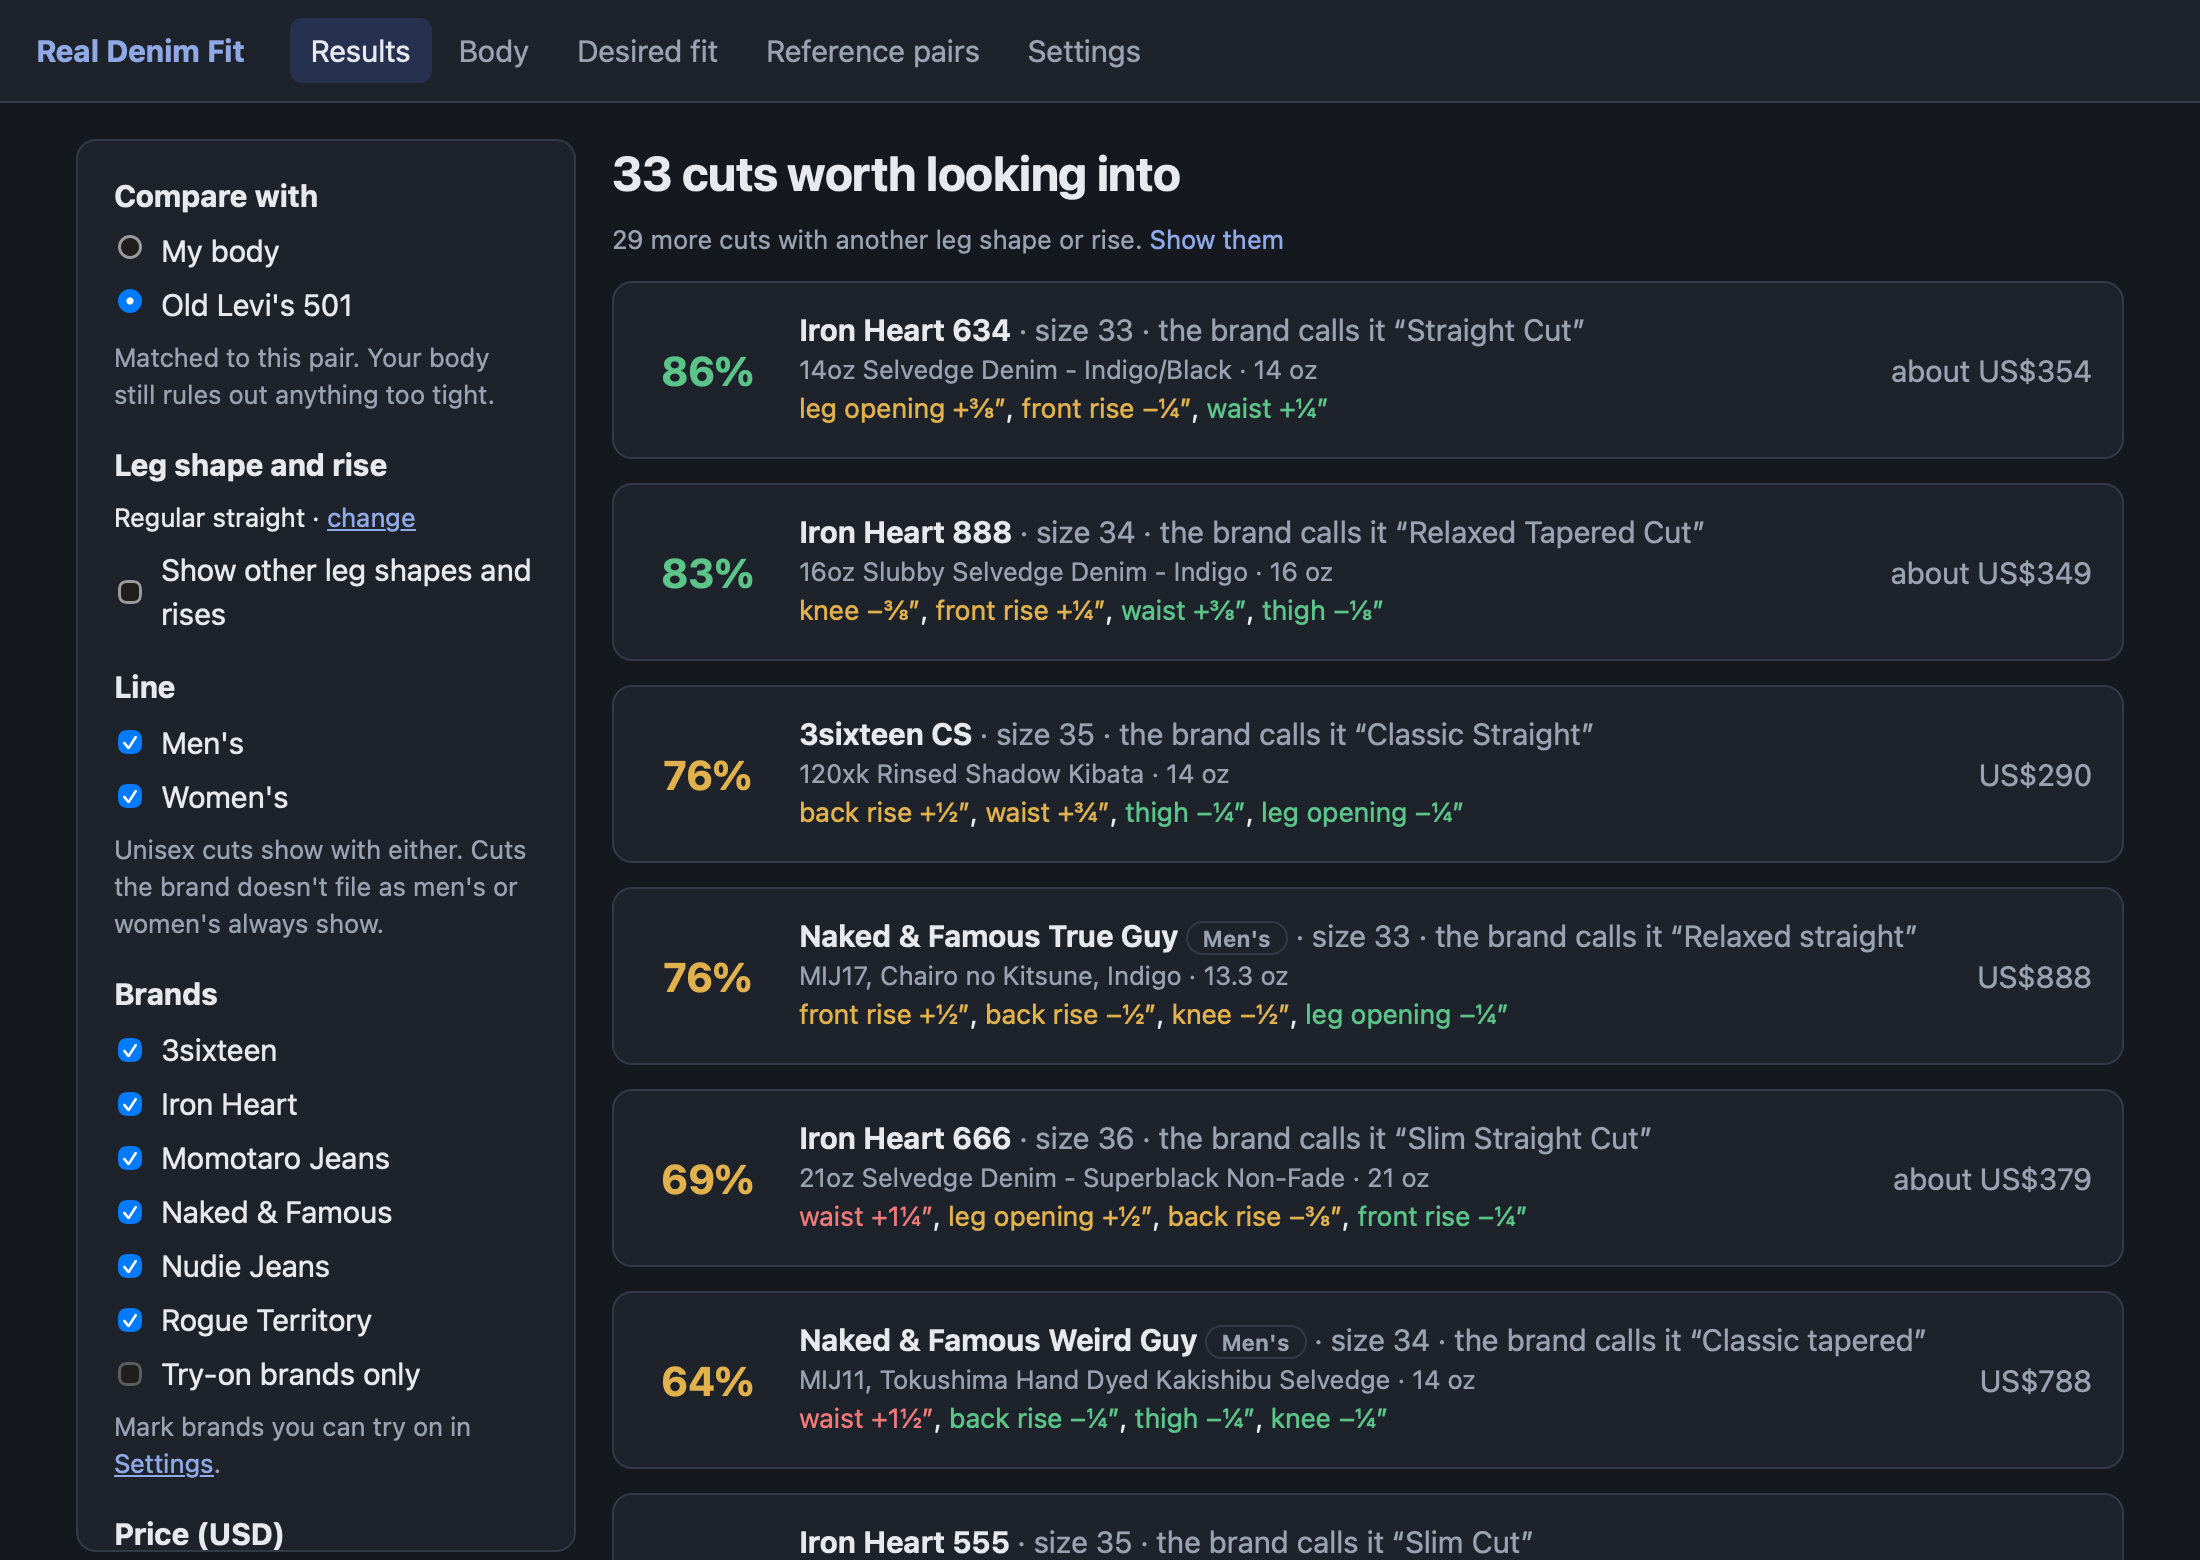 Real Denim Fit
Results
Body
Desired fit
Reference pairs
Settings
Compare with
My body
Old Levi's 501
Matched to this pair. Your body
still rules out anything too tight.
Leg shape and rise
Regular straight · change
Show other leg shapes and
rises
Line
Men's
Women's
Unisex cuts show with either. Cuts
the brand doesn't file as men's or
women's always show.
Brands
3sixteen
Iron Heart
Momotaro Jeans
Naked & Famous
Nudie Jeans
Rogue Territory
Try-on brands only
Mark brands you can try on in
Settings.
Price (USD)
33 cuts worth looking into
29 more cuts with another leg shape or rise. Show them
86%
Iron Heart 634 · size 33 · the brand calls it “Straight Cut”
14oz Selvedge Denim - Indigo/Black · 14 oz
leg opening +⅜″, front rise −¼″, waist +¼″
about US$354
83%
Iron Heart 888 · size 34 · the brand calls it “Relaxed Tapered Cut”
16oz Slubby Selvedge Denim - Indigo · 16 oz
knee −⅜″, front rise +¼″, waist +⅜″, thigh −⅛″
about US$349
76%
3sixteen CS · size 35 · the brand calls it “Classic Straight”
120xk Rinsed Shadow Kibata · 14 oz
back rise +½″, waist +¾″, thigh −¼″, leg opening −¼″
US$290
76%
Naked & Famous True Guy Men's · size 33 · the brand calls it “Relaxed straight”
MIJ17, Chairo no Kitsune, Indigo · 13.3 oz
front rise +½″, back rise −½″, knee −½″, leg opening −¼″
US$888
69%
Iron Heart 666 · size 36 · the brand calls it “Slim Straight Cut”
21oz Selvedge Denim - Superblack Non-Fade · 21 oz
waist +1¼″, leg opening +½″, back rise −⅜″, front rise −¼″
about US$379
64%
Naked & Famous Weird Guy Men's · size 34 · the brand calls it “Classic tapered”
MIJ11, Tokushima Hand Dyed Kakishibu Selvedge · 14 oz
waist +1½″, back rise −¼″, thigh −¼″, knee −¼″
US$788
Iron Heart 555 · size 35 · the brand calls it “Slim Cut”